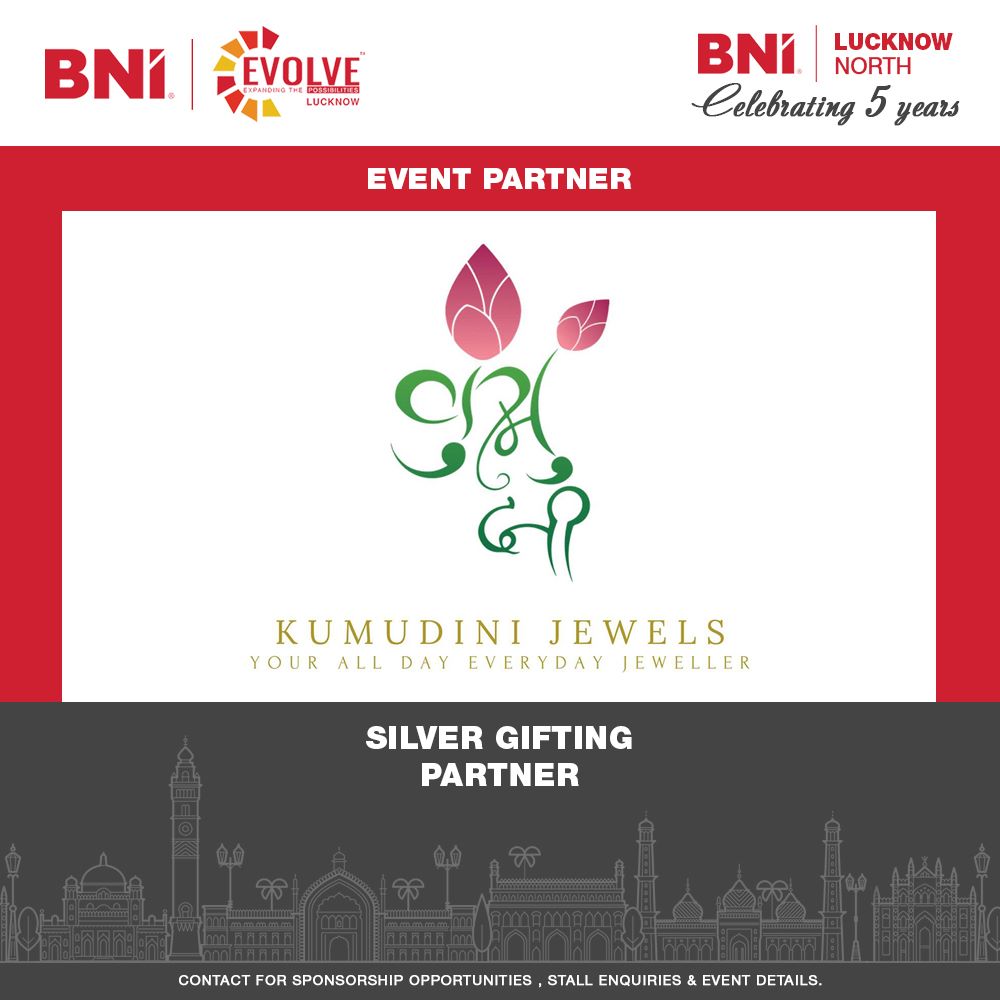 BNI®
EVOLVE™
EXPANDING THE POSSIBILITIES
LUCKNOW
BNI®
LUCKNOW
NORTH
Celebrating 5 years
EVENT PARTNER
KUMUDINI JEWELS
YOUR ALL DAY EVERYDAY JEWELLER
SILVER GIFTING
PARTNER
CONTACT FOR SPONSORSHIP OPPORTUNITIES , STALL ENQUIRIES & EVENT DETAILS.